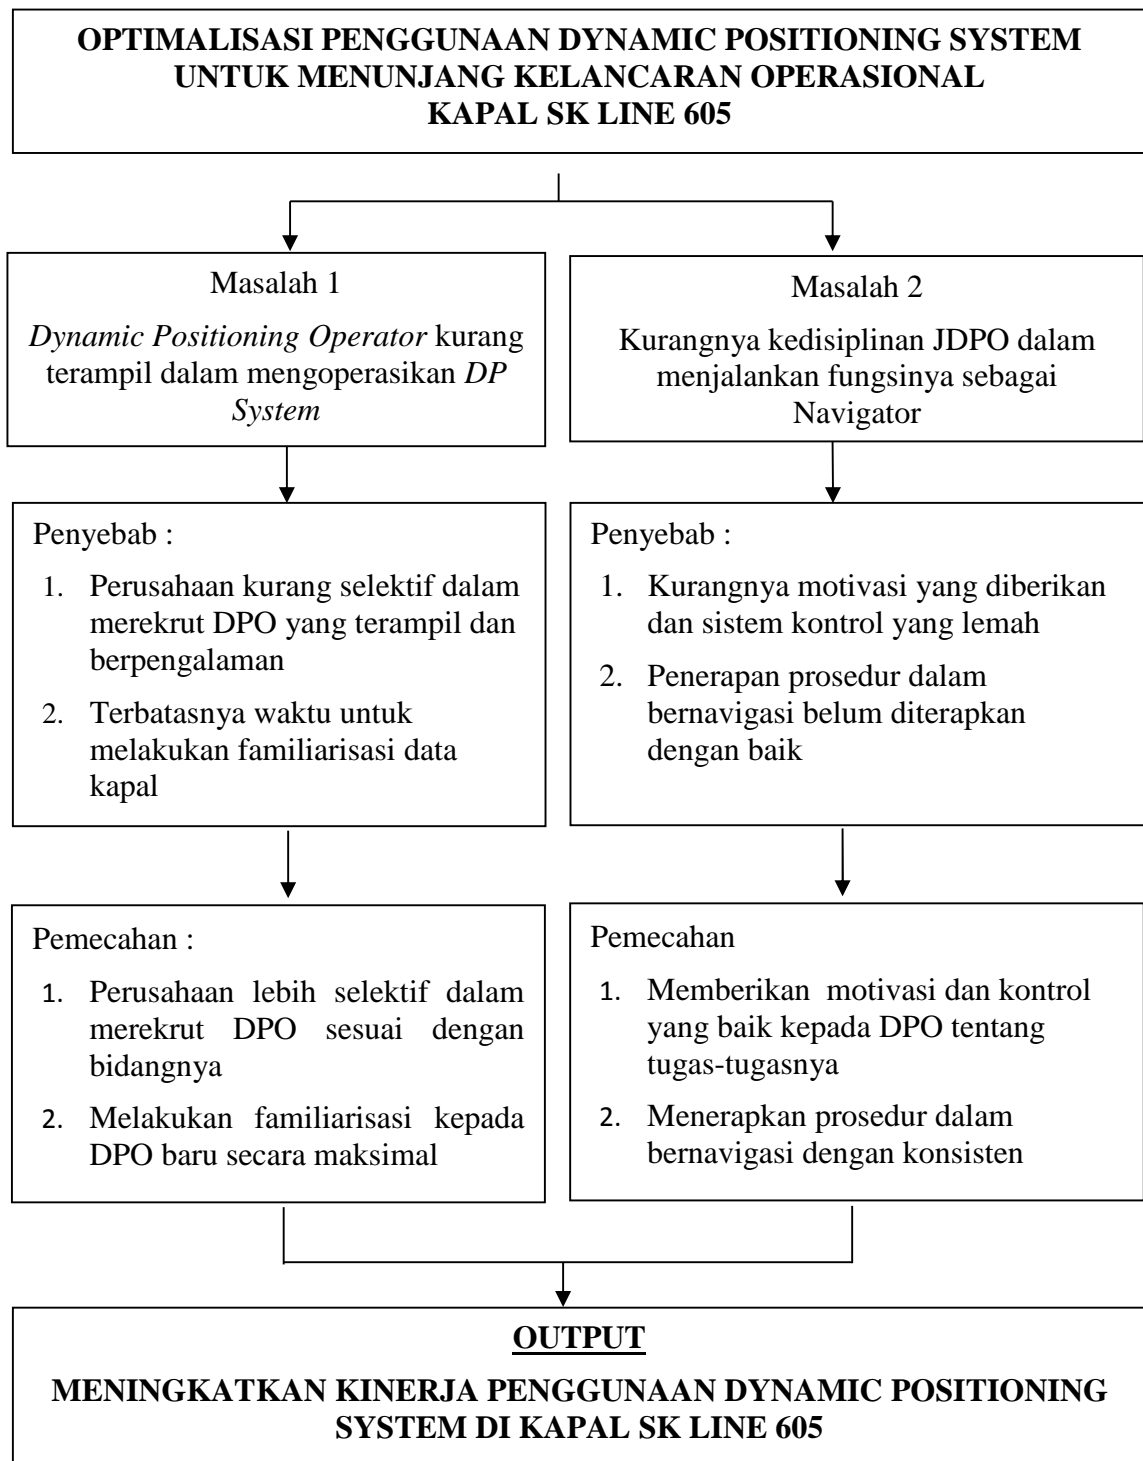 OPTIMALISASI PENGGUNAAN DYNAMIC POSITIONING SYSTEM
UNTUK MENUNJANG KELANCARAN OPERASIONAL
KAPAL SK LINE 605
Masalah 1
Dynamic Positioning Operator kurang
terampil dalam mengoperasikan DP
System
Masalah 2
Kurangnya kedisiplinan JDPO dalam
menjalankan fungsinya sebagai
Navigator
Penyebab :
1. Perusahaan kurang selektif dalam
merekrut DPO yang terampil dan
berpengalaman
2. Terbatasnya waktu untuk
melakukan familiarisasi data
kapal
Penyebab :
1. Kurangnya motivasi yang diberikan
dan sistem kontrol yang lemah
2. Penerapan prosedur dalam
bernavigasi belum diterapkan
dengan baik
Pemecahan :
1. Perusahaan lebih selektif dalam
merekrut DPO sesuai dengan
bidangnya
2. Melakukan familiarisasi kepada
DPO baru secara maksimal
Pemecahan
1. Memberikan motivasi dan kontrol
yang baik kepada DPO tentang
tugas-tugasnya
2. Menerapkan prosedur dalam
bernavigasi dengan konsisten
OUTPUT
MENINGKATKAN KINERJA PENGGUNAAN DYNAMIC POSITIONING
SYSTEM DI KAPAL SK LINE 605